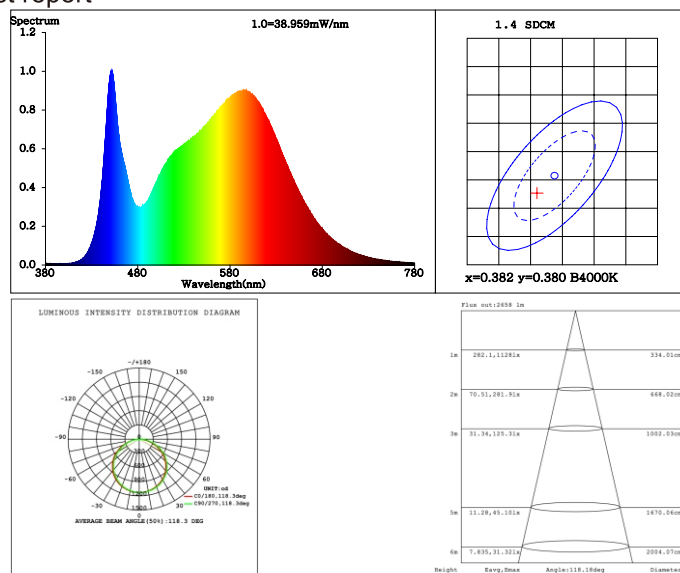 Spectrum
1.0=38.959mW/nm
1.2
1.0
0.8
0.6
0.4
0.2
0.0
380 480 580 680 780
Wavelength(nm)
1.4 SDCM
x=0.382 y=0.380 B4000K
LUMINOUS INTENSITY DISTRIBUTION DIAGRAM
-/+180
-150 150
-120 120
-90 90
-60 60
-30 30
0
0
1200
1500
UNIT:cd
C0/180,118.3deg
C90/270,118.3deg
AVERAGE BEAM ANGLE(50%):118.3 DEG
Flux out:2658 lm
1m 282.1,1128lx 334.01cm
2m 70.51,281.9lx 668.02cm
3m 31.34,125.3lx 1002.03cm
5m 11.28,45.10lx 1670.06cm
6m 7.835,31.32lx 2004.07cm
Height Eavg,Emax Angle:118.18deg Diameter